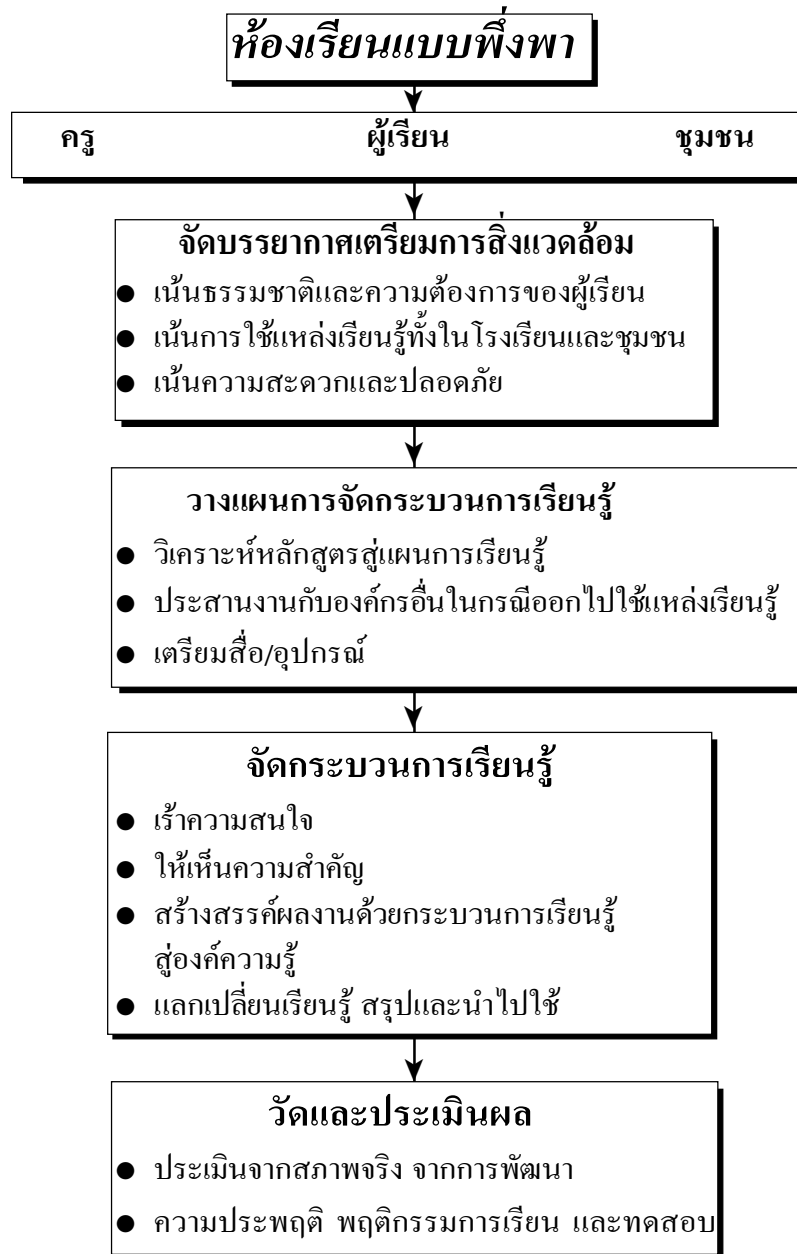 ห้องเรียนแบบพึ่งพา
ครู ผู้เรียน ชุมชน
จัดบรรยากาศเตรียมการสิ่งแวดล้อม
● เน้นธรรมชาติและความต้องการของผู้เรียน
● เน้นการใช้แหล่งเรียนรู้ทั้งในโรงเรียนและชุมชน
● เน้นความสะดวกและปลอดภัย
วางแผนการจัดกระบวนการเรียนรู้
● วิเคราะห์หลักสูตรสู่แผนการเรียนรู้
● ประสานงานกับองค์กรอื่นในกรณีออกไปใช้แหล่งเรียนรู้
● เตรียมสื่อ/อุปกรณ์
จัดกระบวนการเรียนรู้
● เร้าความสนใจ
● ให้เห็นความสำคัญ
● สร้างสรรค์ผลงานด้วยกระบวนการเรียนรู้
สู่องค์ความรู้
● แลกเปลี่ยนเรียนรู้ สรุปและนำไปใช้
วัดและประเมินผล
● ประเมินจากสภาพจริง จากการพัฒนา
● ความประพฤติ พฤติกรรมการเรียน และทดสอบ